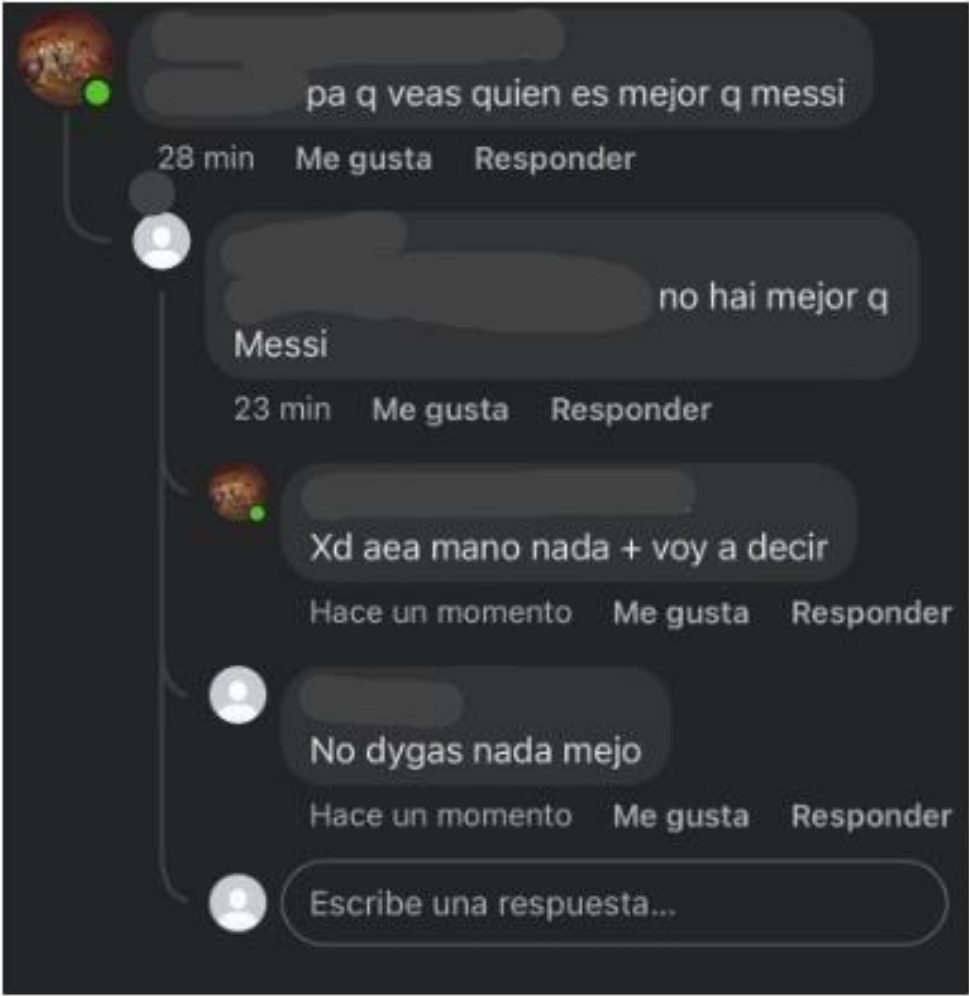 pa q veas quien es mejor q messi
28 min Me gusta Responder
no hai mejor q
Messi
23 min Me gusta Responder
Xd aea mano nada + voy a decir
Hace un momento Me gusta Responder
No dygas nada mejo
Hace un momento Me gusta Responder
Escribe una respuesta...